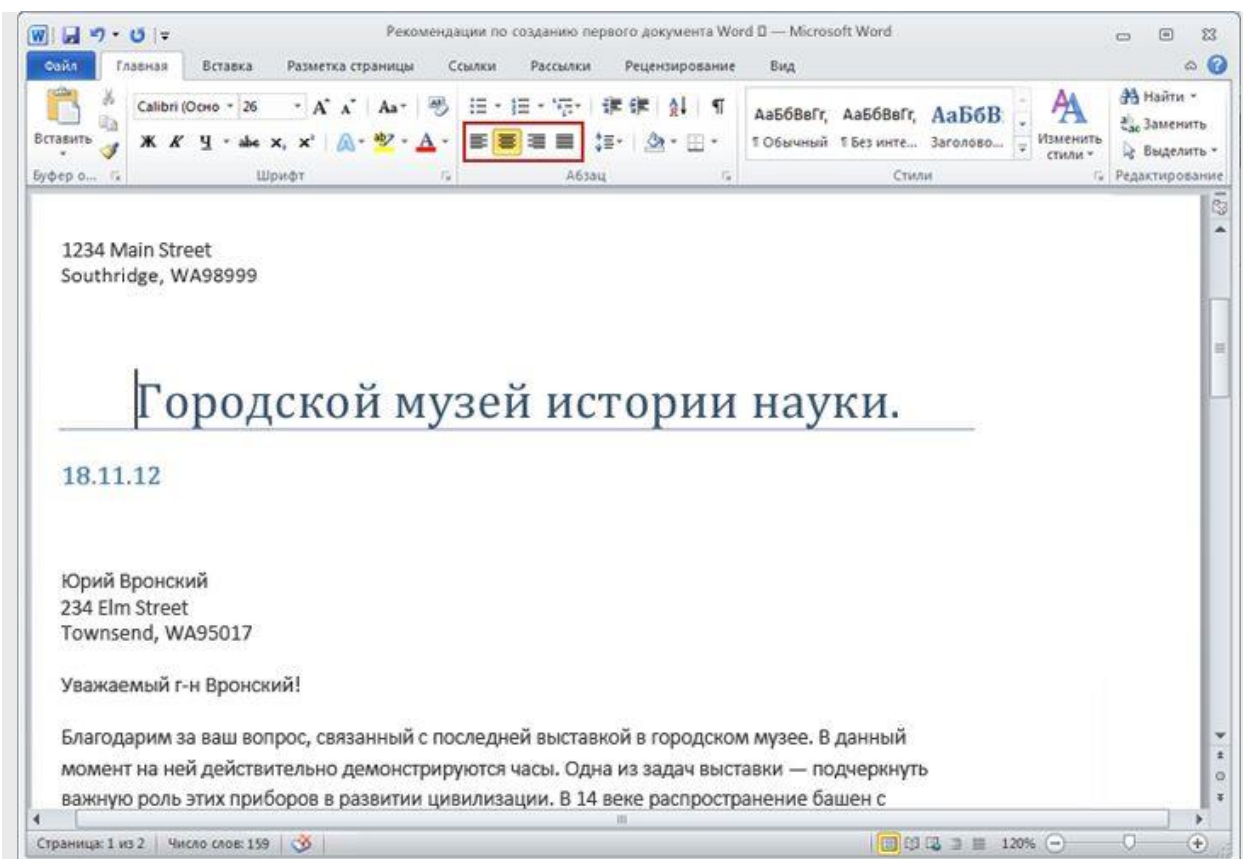 Рекомендации по созданию первого документа Word — Microsoft Word
Файл Главная Вставка Разметка страницы Ссылки Рассылки Рецензирование Вид
Calibri (Осно 26 Aa
АаБбВвГг, АаБбВвГг, АаБбВ
Найти
Заменить
Выделить
Вставить
Ж К Ч abc x, x² A ab A
¶ Обычный ¶ Без инте... Заголово...
Изменить
стили
Буфер о... Шрифт Абзац Стили Редактирование
1234 Main Street
Southridge, WA98999
Городской музей истории науки.
18.11.12
Юрий Вронский
234 Elm Street
Townsend, WA95017
Уважаемый г-н Вронский!
Благодарим за ваш вопрос, связанный с последней выставкой в городском музее. В данный
момент на ней действительно демонстрируются часы. Одна из задач выставки — подчеркнуть
важную роль этих приборов в развитии цивилизации. В 14 веке распространение башен с
Страница: 1 из 2 Число слов: 159 120%